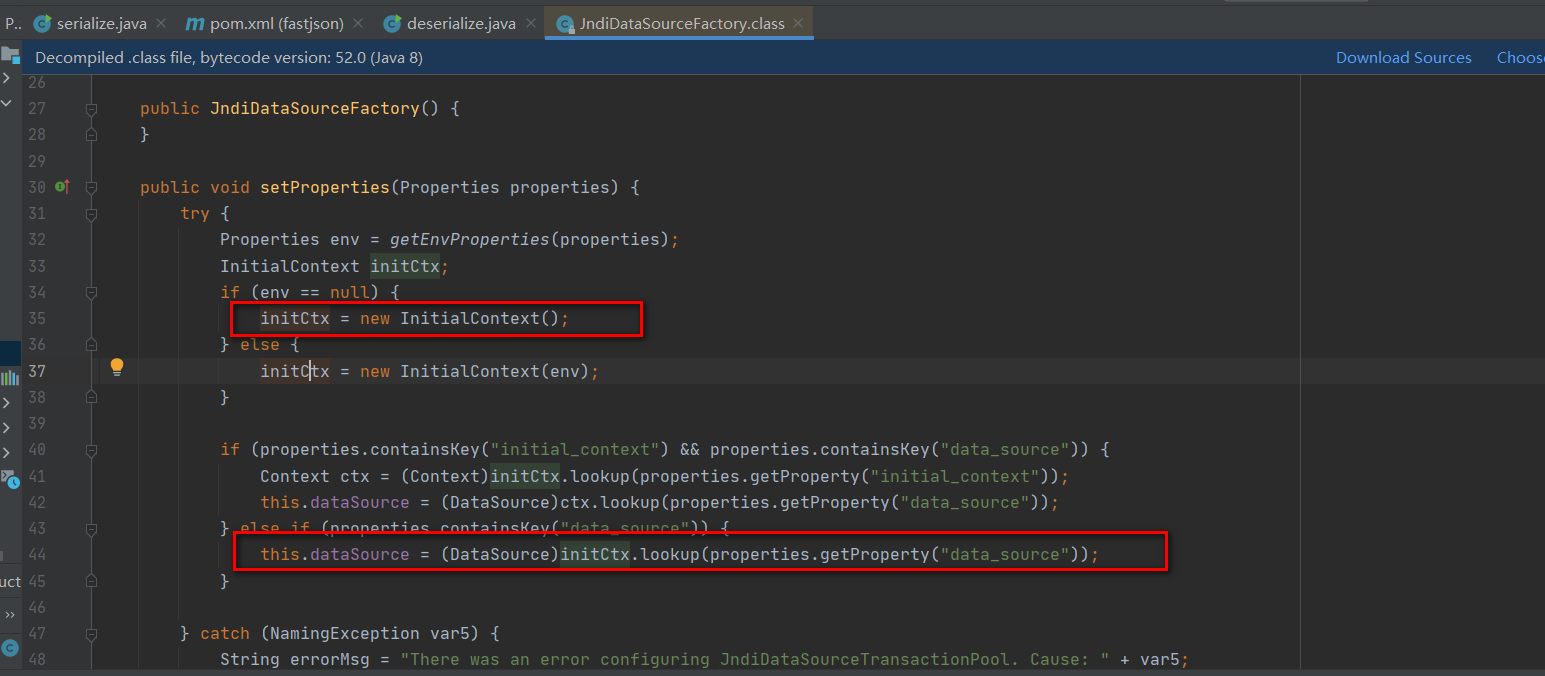 P.. serialize.java pom.xml (fastjson) deserialize.java JndiDataSourceFactory.class
Decompiled .class file, bytecode version: 52.0 (Java 8) Download Sources Choos
26
27 public JndiDataSourceFactory() {
28 }
29
30 public void setProperties(Properties properties) {
31 try {
32 Properties env = getEnvProperties(properties);
33 InitialContext initCtx;
34 if (env == null) {
35 initCtx = new InitialContext();
36 } else {
37 initCtx = new InitialContext(env);
38 }
39
40 if (properties.containsKey("initial_context") && properties.containsKey("data_source")) {
41 Context ctx = (Context)initCtx.lookup(properties.getProperty("initial_context"));
42 this.dataSource = (DataSource)ctx.lookup(properties.getProperty("data_source"));
43 } else if (properties.containsKey("data_source")) {
44 this.dataSource = (DataSource)initCtx.lookup(properties.getProperty("data_source"));
uct 45 }
46
47 } catch (NamingException var5) {
48 String errorMsg = "There was an error configuring JndiDataSourceTransactionPool. Cause: " + var5;